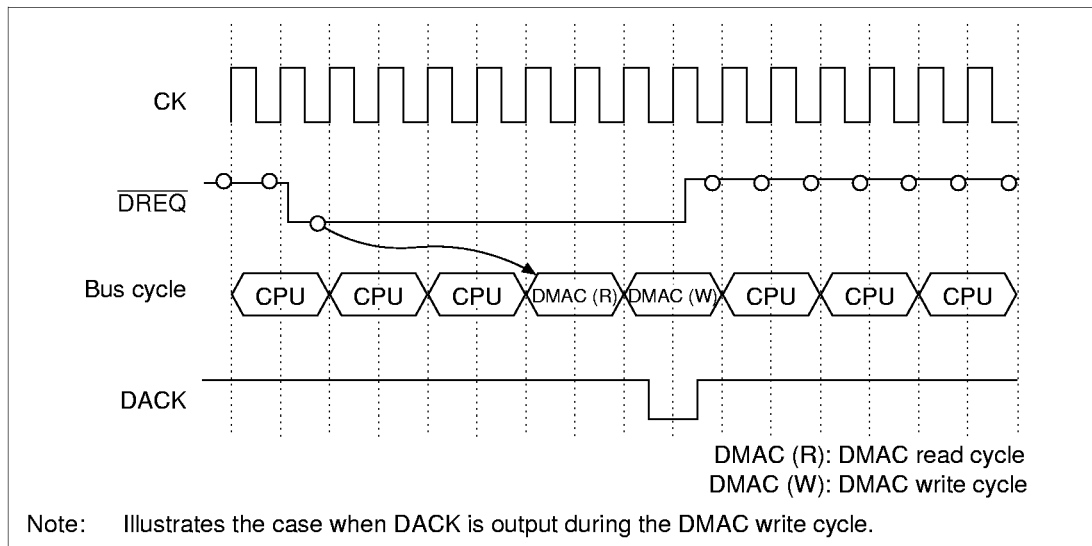 CK
DREQ
Bus cycle CPU CPU CPU DMAC (R) DMAC (W) CPU CPU CPU
DACK
DMAC (R): DMAC read cycle
DMAC (W): DMAC write cycle
Note: Illustrates the case when DACK is output during the DMAC write cycle.